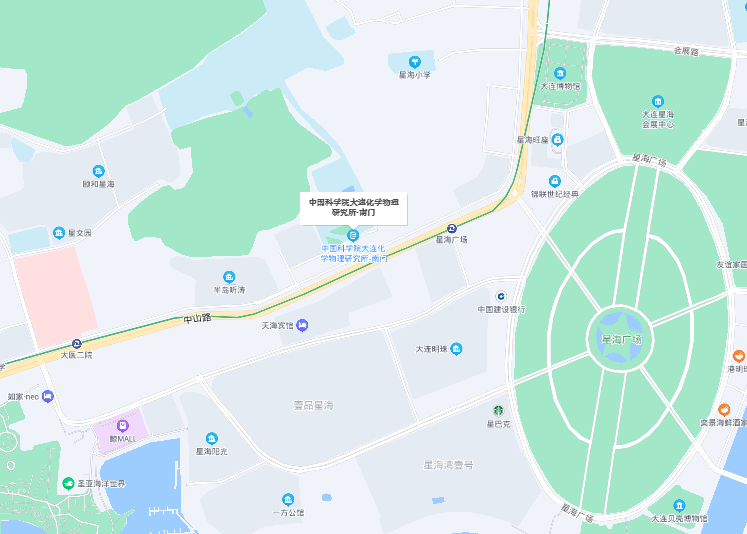 会展路
星海小学
大连博物馆
大连星海
会展中心
星海旺座
星海广场
颐和星海
锦联世纪经典
中国科学院大连化学物理
研究所-南门
星文园
星海广场
中国科学院大连化
学物理研究所-南门
友谊家园
半岛听涛
中国建设银行
中山路
天海宾馆
星海广场
大医二院
大连明珠
港明珠
如家·neo
壹品星海
星巴克
奕景海鲜酒家
鲸MALL
星海阳光
星海湾壹号
圣亚海洋世界
一方公馆
星海广场
大连贝壳博物馆